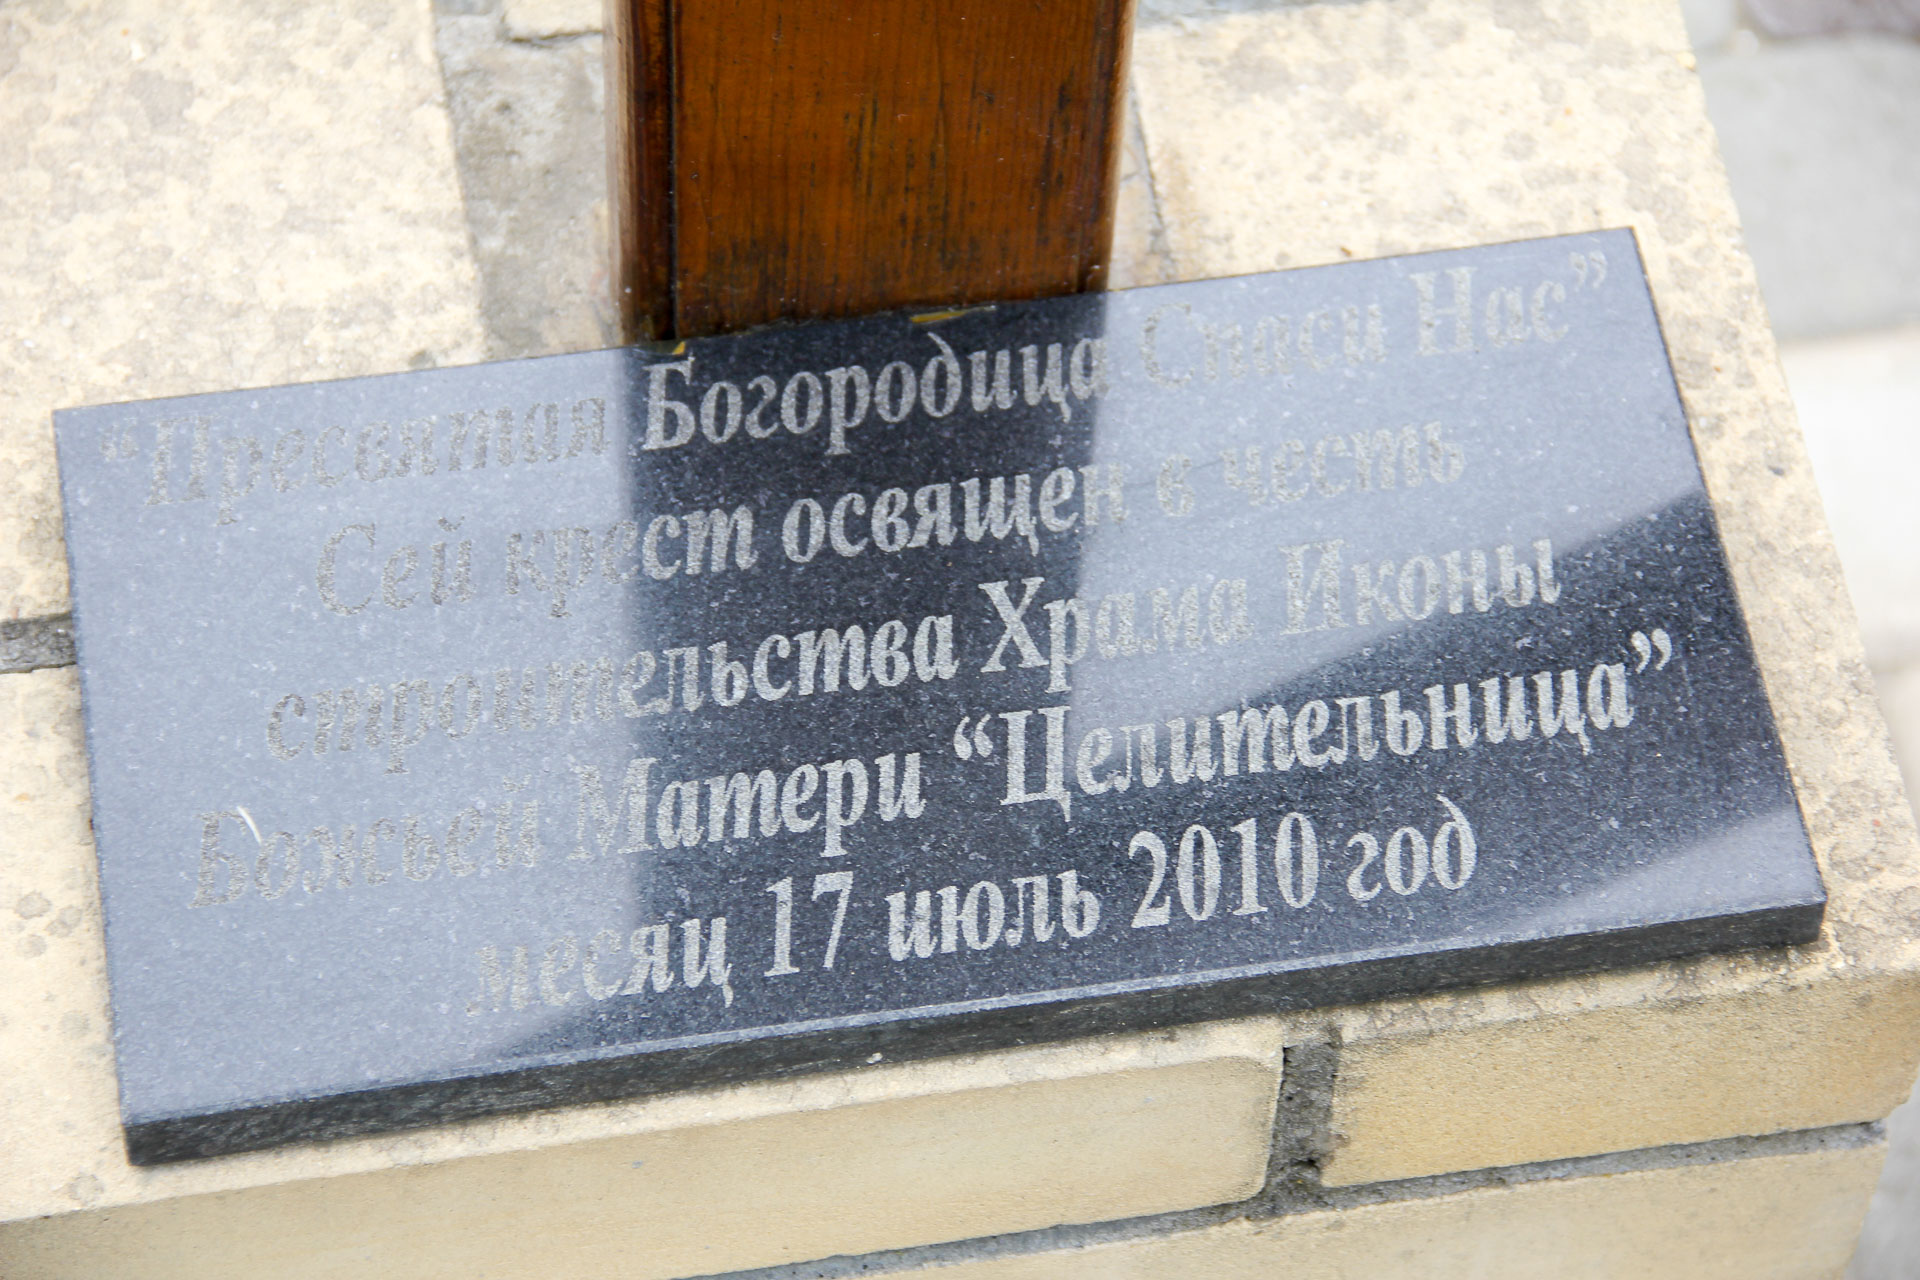 “Пресвятая Богородица Спаси Нас”
Сей крест освящен в честь
строительства Храма Иконы
Божьей Матери “Целительница”
месяц 17 июль 2010 год